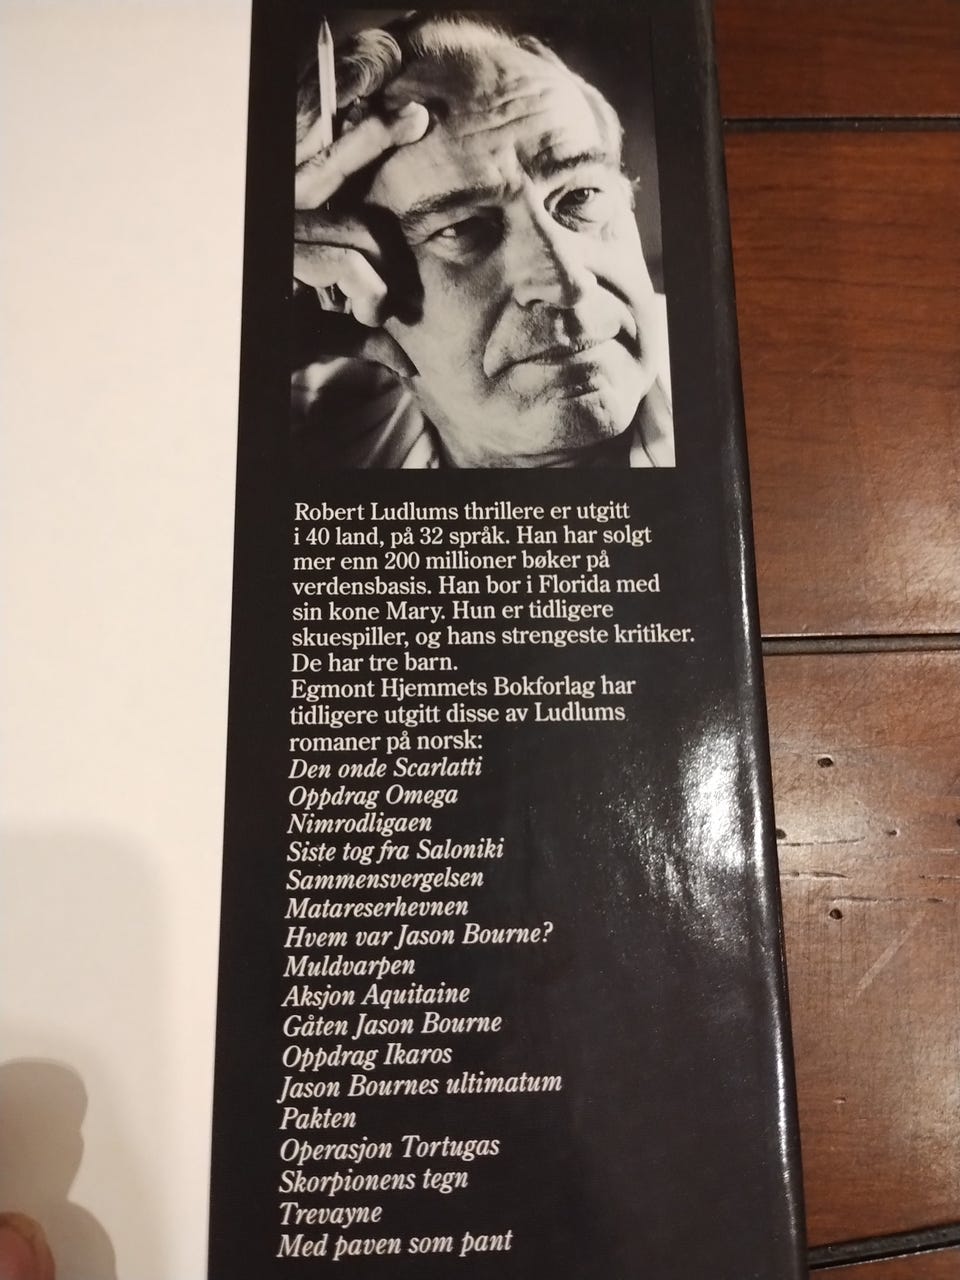 Robert Ludlums thrillere er utgitt
i 40 land, på 32 språk. Han har solgt
mer enn 200 millioner bøker på
verdensbasis. Han bor i Florida med
sin kone Mary. Hun er tidligere
skuespiller, og hans strengeste kritiker.
De har tre barn.
Egmont Hjemmets Bokforlag har
tidligere utgitt disse av Ludlums
romaner på norsk:
Den onde Scarlatti
Oppdrag Omega
Nimrodligaen
Siste tog fra Saloniki
Sammensvergelsen
Matareserhevnen
Hvem var Jason Bourne?
Muldvarpen
Aksjon Aquitaine
Gåten Jason Bourne
Oppdrag Ikaros
Jason Bournes ultimatum
Pakten
Operasjon Tortugas
Skorpionens tegn
Trevayne
Med paven som pant